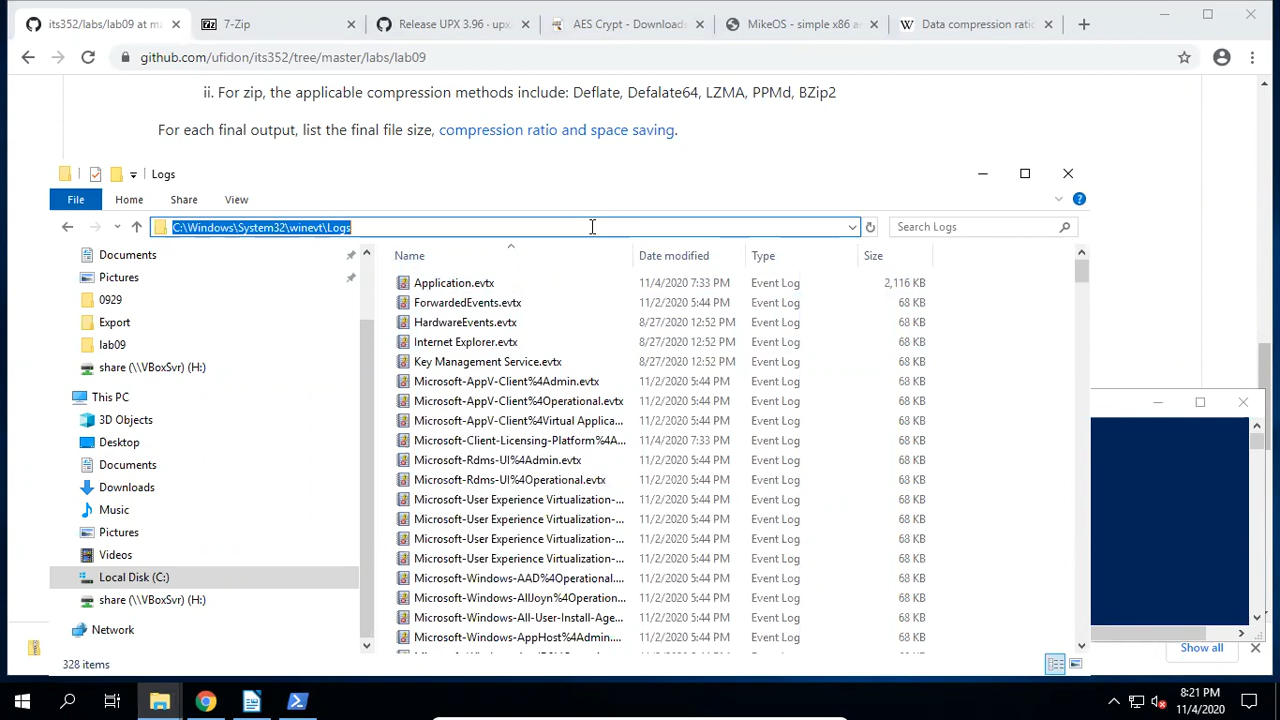 its352/labs/lab09 at ma
7-Zip
Release UPX 3.96 · upx
AES Crypt - Downloads
MikeOS - simple x86 a
Data compression ratio
github.com/ufidon/its352/tree/master/labs/lab09
ii. For zip, the applicable compression methods include: Deflate, Defalate64, LZMA, PPMd, BZip2
For each final output, list the final file size, compression ratio and space saving.
Logs
File Home Share View
C:\Windows\System32\winevt\Logs
Search Logs
Documents
Pictures
0929
Export
lab09
share (\\VBoxSvr) (H:)
This PC
3D Objects
Desktop
Documents
Downloads
Music
Pictures
Videos
Local Disk (C:)
share (\\VBoxSvr) (H:)
Network
Name Date modified Type Size
Application.evtx 11/4/2020 7:33 PM Event Log 2,116 KB
ForwardedEvents.evtx 11/2/2020 5:44 PM Event Log 68 KB
HardwareEvents.evtx 8/27/2020 12:52 PM Event Log 68 KB
Internet Explorer.evtx 8/27/2020 12:52 PM Event Log 68 KB
Key Management Service.evtx 8/27/2020 12:52 PM Event Log 68 KB
Microsoft-AppV-Client%4Admin.evtx 11/2/2020 5:44 PM Event Log 68 KB
Microsoft-AppV-Client%4Operational.evtx 11/2/2020 5:44 PM Event Log 68 KB
Microsoft-AppV-Client%4Virtual Applica... 11/2/2020 5:44 PM Event Log 68 KB
Microsoft-Client-Licensing-Platform%4A... 11/4/2020 7:33 PM Event Log 68 KB
Microsoft-Rdms-UI%4Admin.evtx 11/2/2020 5:44 PM Event Log 68 KB
Microsoft-Rdms-UI%4Operational.evtx 11/2/2020 5:44 PM Event Log 68 KB
Microsoft-User Experience Virtualization-... 11/2/2020 5:44 PM Event Log 68 KB
Microsoft-User Experience Virtualization-... 11/2/2020 5:44 PM Event Log 68 KB
Microsoft-User Experience Virtualization-... 11/2/2020 5:44 PM Event Log 68 KB
Microsoft-User Experience Virtualization-... 11/2/2020 5:44 PM Event Log 68 KB
Microsoft-Windows-AAD%4Operational.... 11/2/2020 5:44 PM Event Log 68 KB
Microsoft-Windows-AllJoyn%4Operation... 11/2/2020 5:44 PM Event Log 68 KB
Microsoft-Windows-All-User-Install-Age... 11/2/2020 5:44 PM Event Log 68 KB
Microsoft-Windows-AppHost%4Admin.... 11/2/2020 5:44 PM Event Log 68 KB
328 items
Show all
8:21 PM
11/4/2020